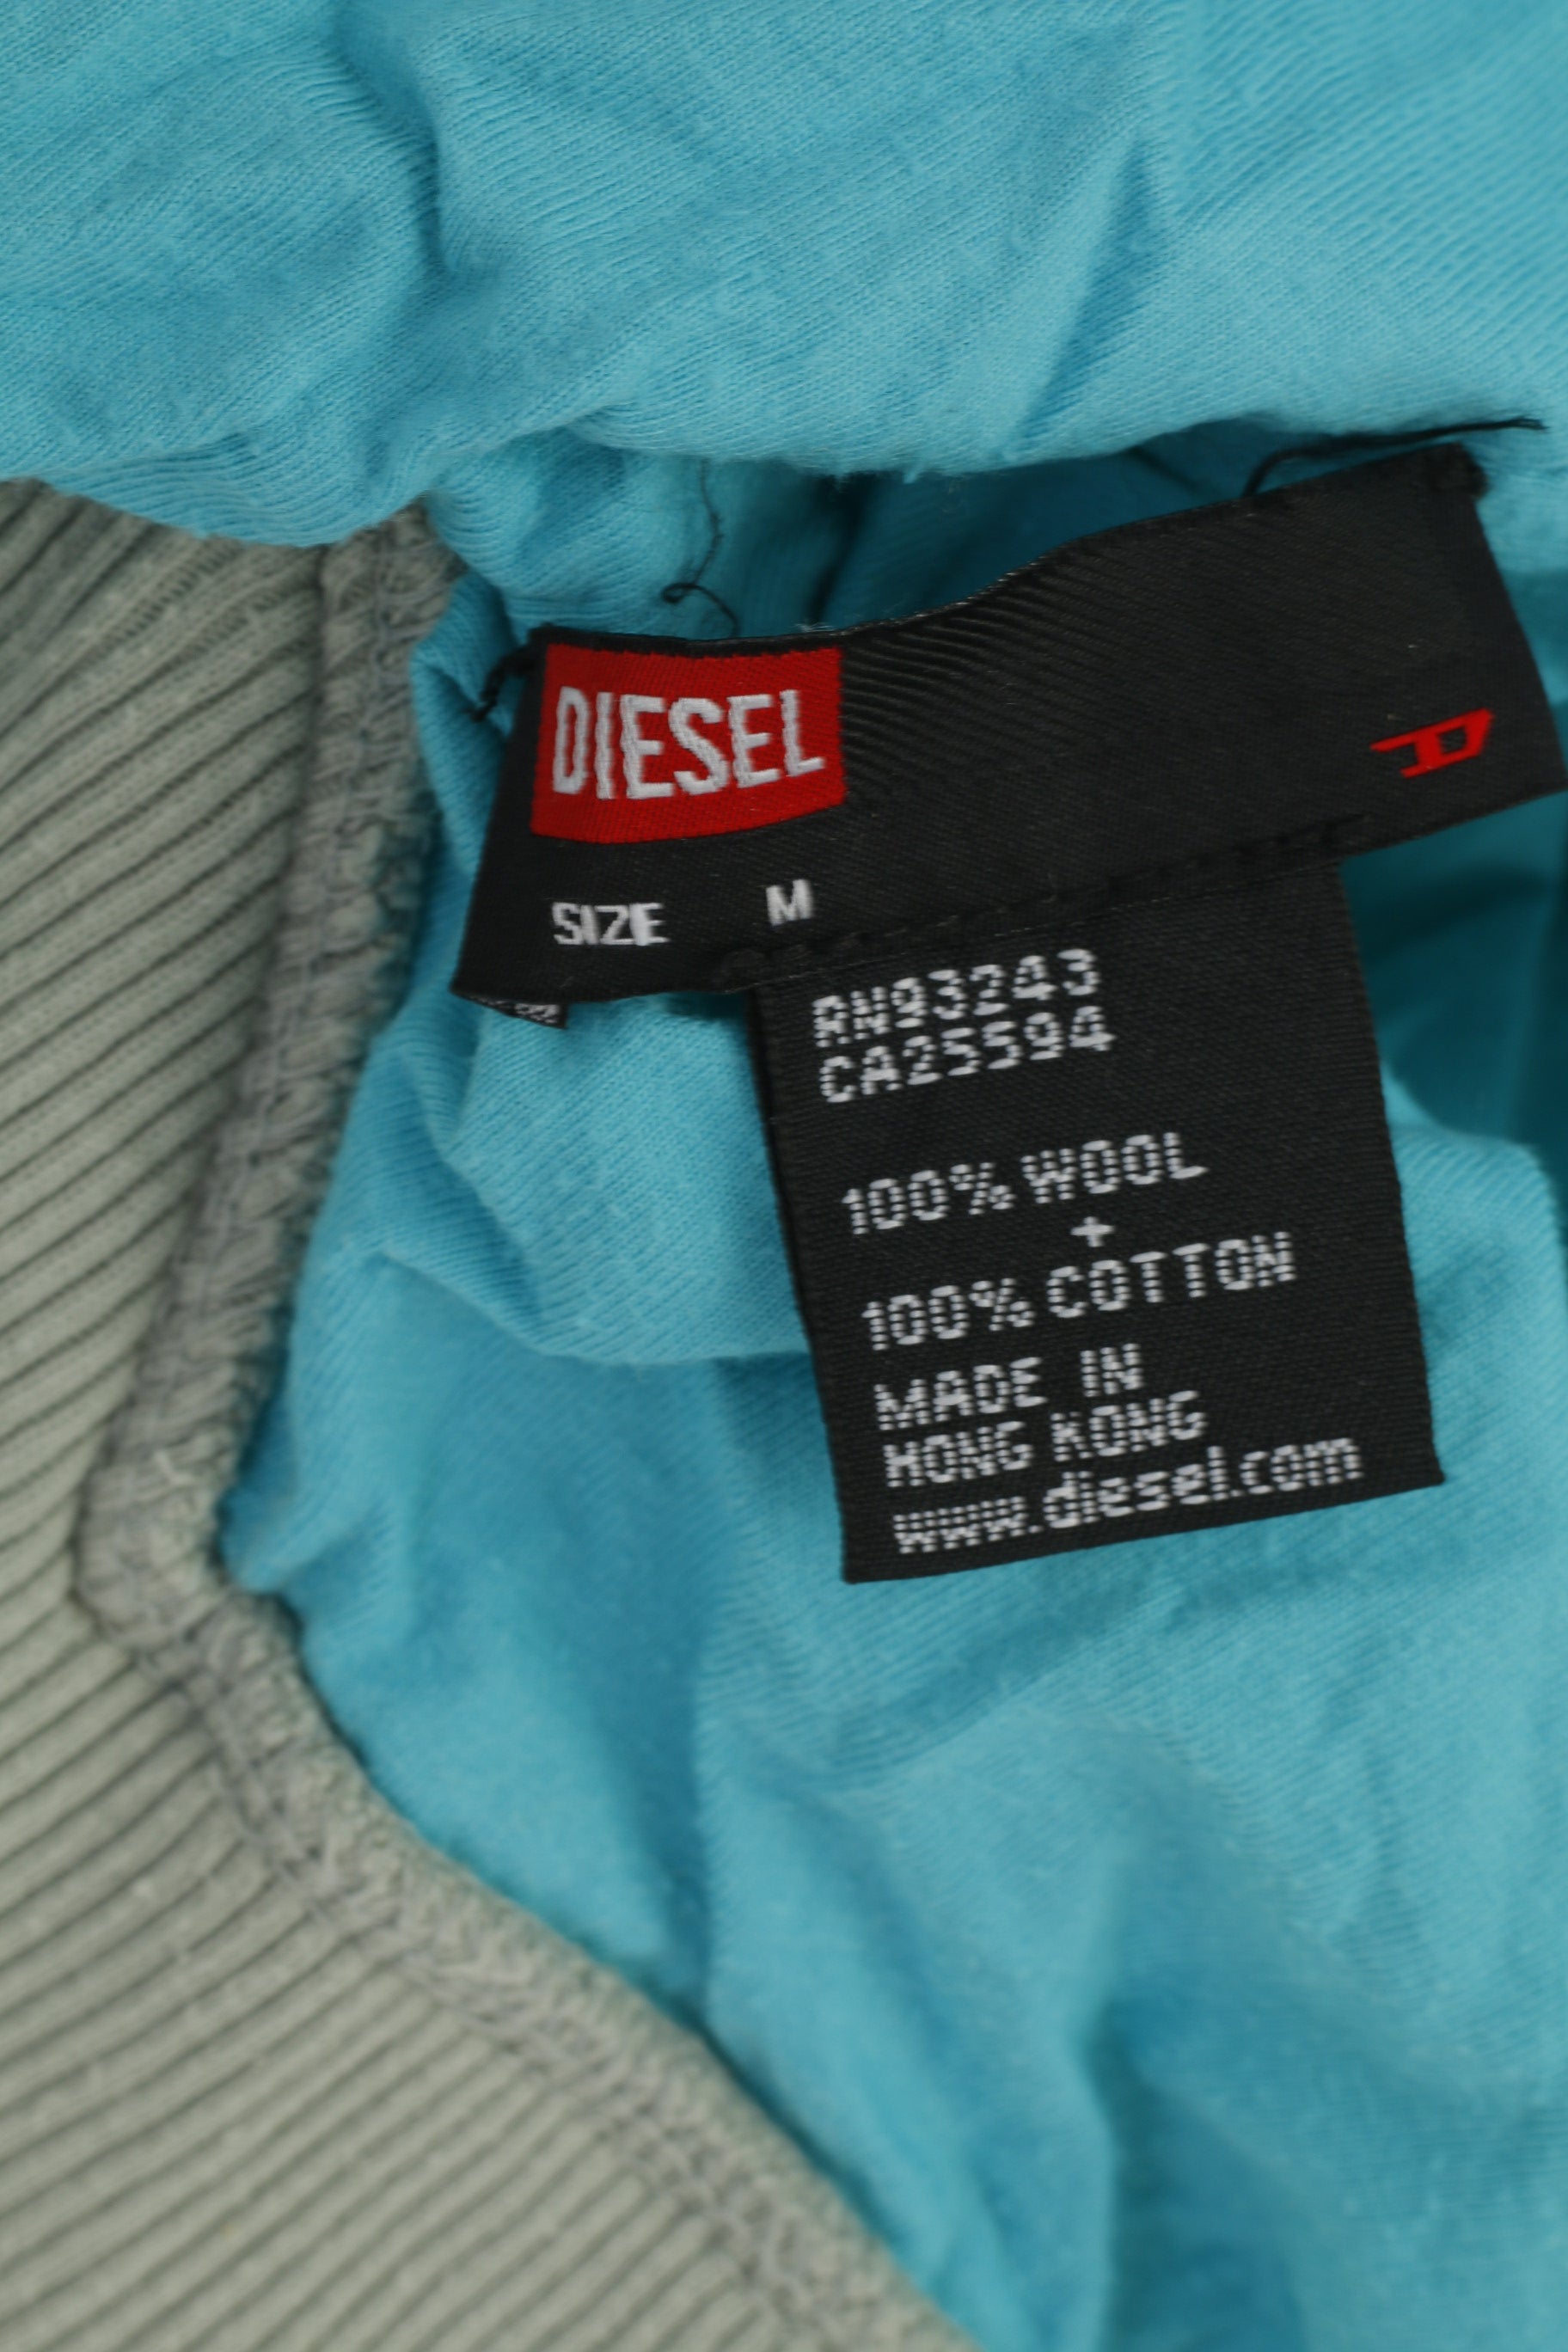 DIESEL
SIZE M
RN93243
CA25594
100% WOOL
+
100% COTTON
MADE IN
HONG KONG
www.diesel.com